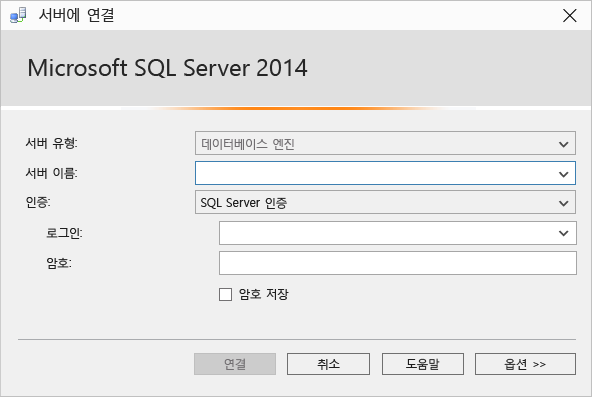 서버에 연결
Microsoft SQL Server 2014
서버 유형: 데이터베이스 엔진
서버 이름:
인증: SQL Server 인증
로그인:
암호:
암호 저장
연결 취소 도움말 옵션 >>